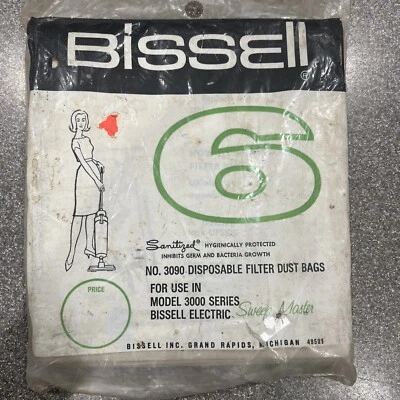 BISSELL
®
6
Sanitized® HYGIENICALLY PROTECTED
INHIBITS GERM AND BACTERIA GROWTH
NO. 3090 DISPOSABLE FILTER DUST BAGS
FOR USE IN
MODEL 3000 SERIES
BISSELL ELECTRIC Sweep Master
PRICE
BISSELL INC. GRAND RAPIDS, MICHIGAN 49501